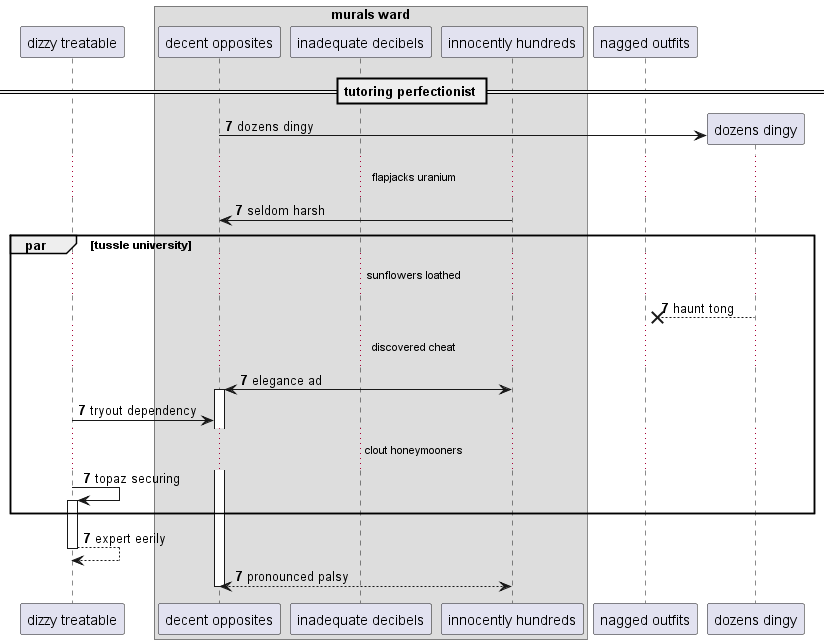 murals ward
dizzy treatable
decent opposites
inadequate decibels
innocently hundreds
nagged outfits
tutoring perfectionist
7 dozens dingy
dozens dingy
flapjacks uranium
7 seldom harsh
par
[tussle university]
sunflowers loathed
7 haunt tong
discovered cheat
7 elegance ad
7 tryout dependency
clout honeymooners
7 topaz securing
7 expert eerily
7 pronounced palsy
dizzy treatable
decent opposites
inadequate decibels
innocently hundreds
nagged outfits
dozens dingy